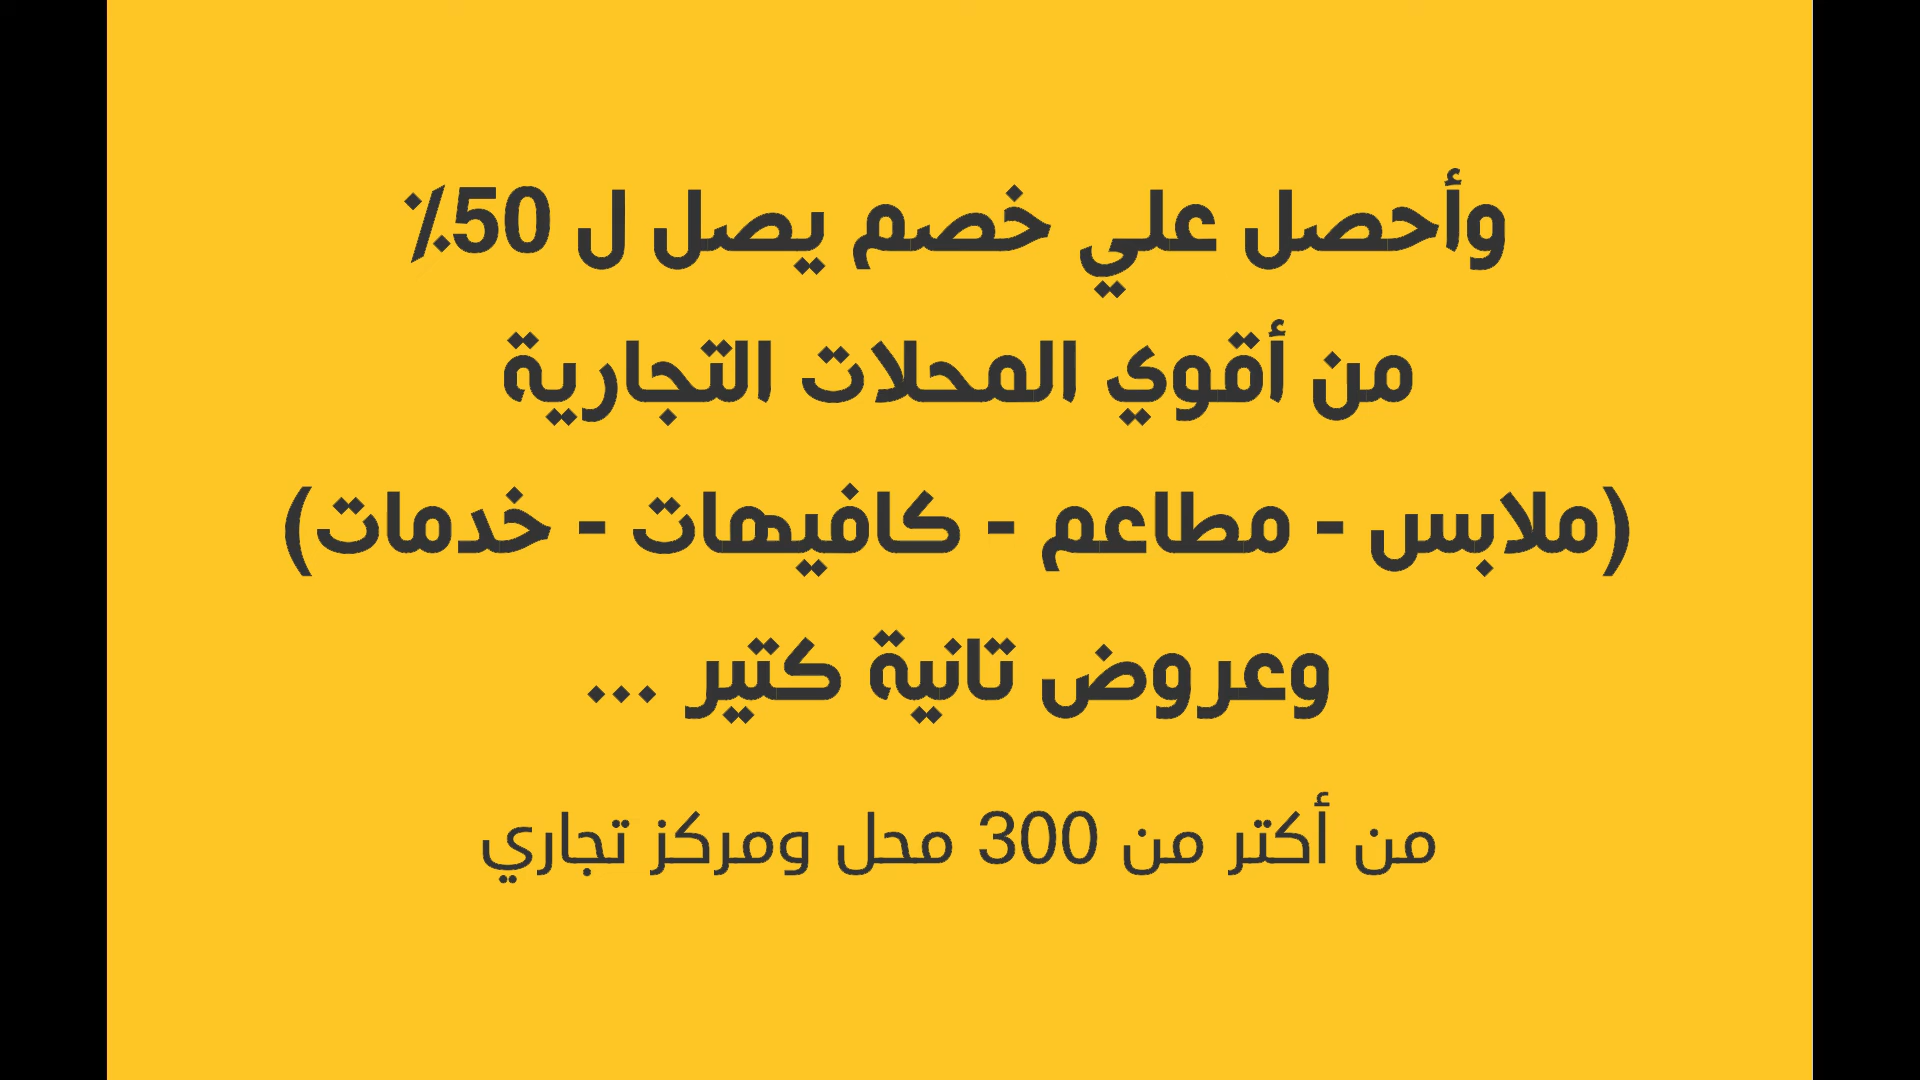 وأحصل علي خصم يصل ل 50٪
من أقوي المحلات التجارية
(ملابس - مطاعم - كافيهات - خدمات)
وعروض تانية كتير ...
من أكتر من 300 محل ومركز تجاري